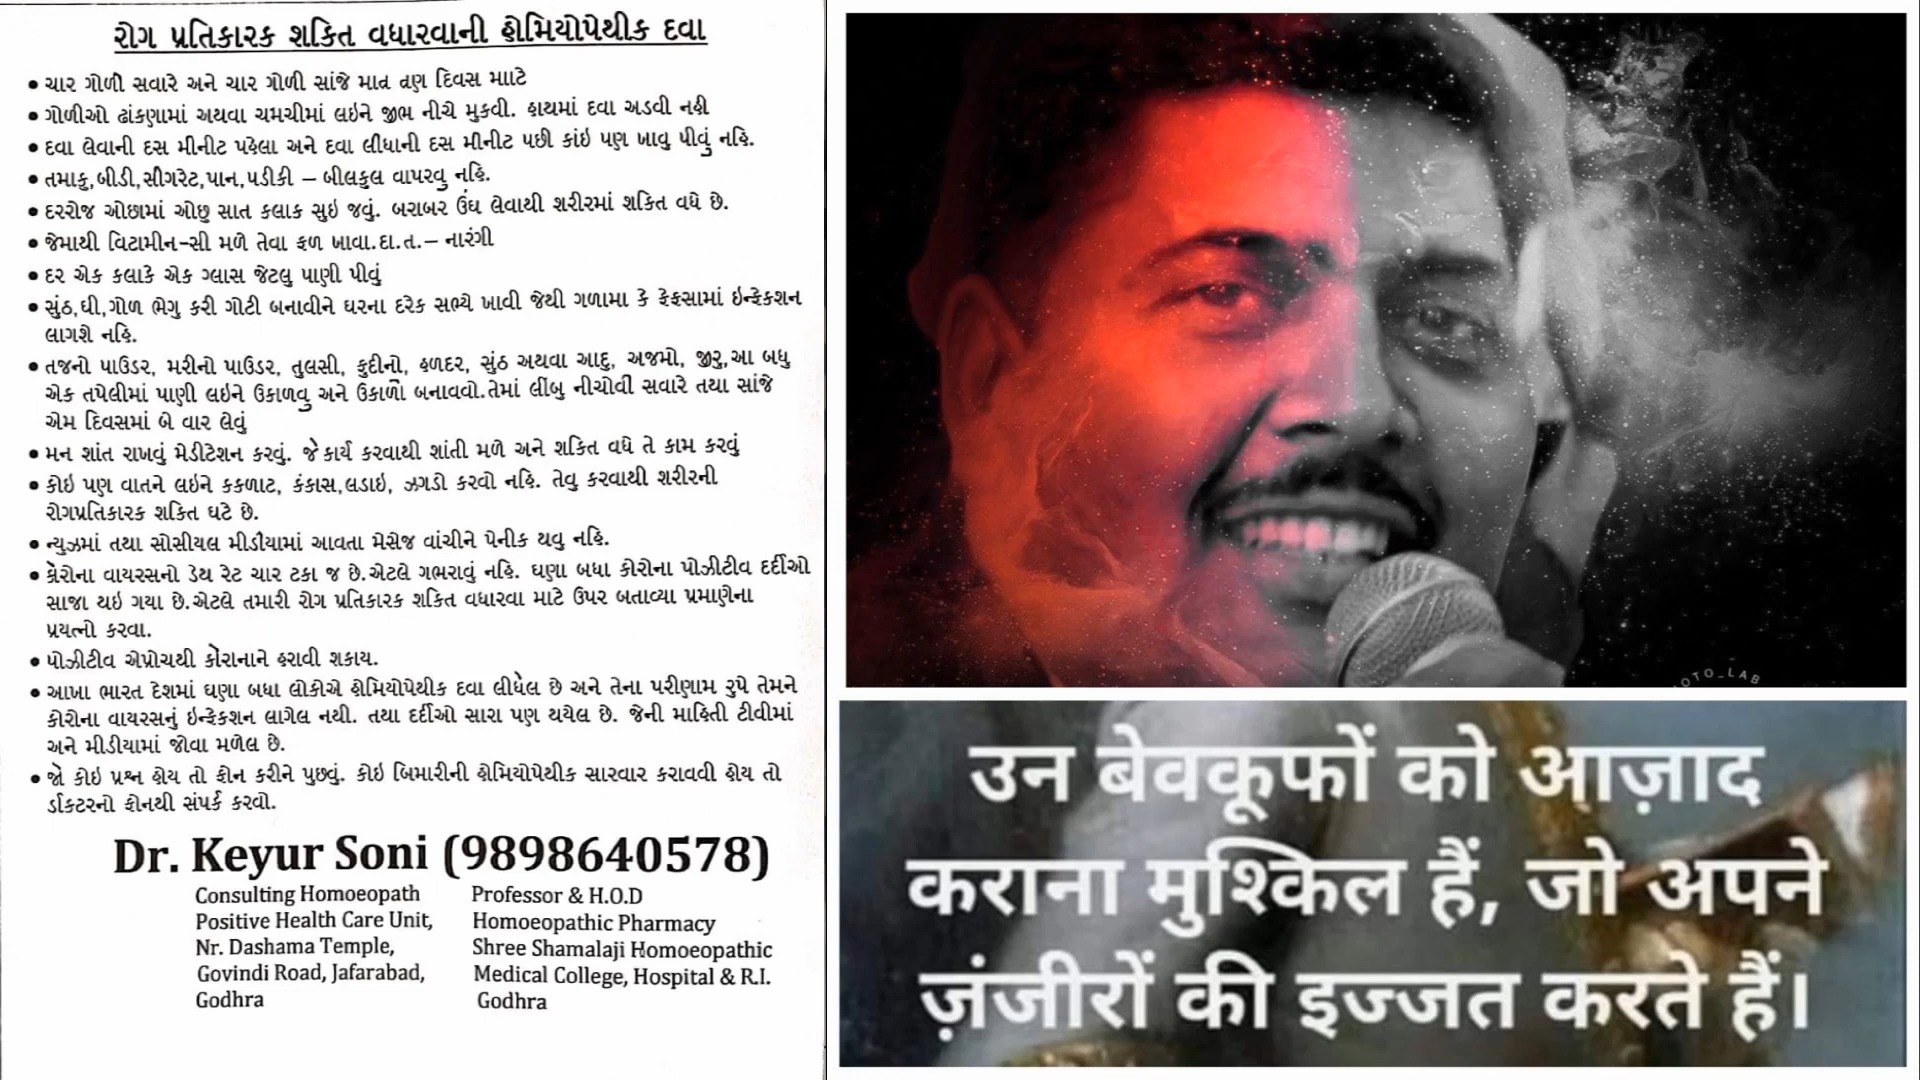 રોગ પ્રતિકારક શકિત વધારવાની હોમિયોપેથીક દવા
• ચાર ગોળી સવારે અને ચાર ગોળી સાંજે માત્ર ત્રણ દિવસ માાટે
• ગોળીઓ ઢાંકણામાં અથવા ચમચીમાં લઇને જીભ નીચે મુકવી. હાથમાં દવા અડવી નહી
• દવા લેવાની દસ મીનીટ પહેલા અને દવા લીધાની દસ મીનીટ પછી કાંઇ પણ ખાવુ પીવું નહિ.
• તમાકુ,બીડી,સીગરેટ,પાન,પડીકી – બીલકુલ વાપરવુ નહિ.
• દરરોજ ઓછામાં ઓછુ સાત કલાક સુઇ જવું. બરાબર ઉંઘ લેવાથી શરીરમાં શકિત વધે છે.
• જેમાથી વિટામીન-સી મળે તેવા ફળ ખાવા.દા.ત.– નારંગી
• દર એક કલાકે એક ગ્લાસ જેટલુ પાણી પીવું
• સુંઠ,ઘી,ગોળ ભેગુ કરી ગોટી બનાવીને ઘરના દરેક સભ્યે ખાવી જેથી ગળામા કે ફેફસામાં ઇન્ફેકશન
લાગશે નહિ.
• તજનો પાઉડર, મરીનો પાઉડર, તુલસી, કુદીનો, હળદર, સુંઠ અથવા આદુ, અજમો, જીરુ,આ બધુ
એક તપેલીમાં પાણી લઇને ઉકાળવુ અને ઉકાળો બનાવવો.તેમાં લીંબુ નીચોવી સવારે તથા સાંજે
એમ દિવસમાં બે વાર લેવું
• મન શાંત રાખવું મેડીટેશન કરવું. જે કાર્ય કરવાથી શાંતી મળે અને શકિત વધે તે કામ કરવું
• કોઇ પણ વાતને લઇને કકળાટ, કંકાસ,લડાઇ, ઝગડો કરવો નહિ. તેવુ કરવાથી શરીરની
રોગપ્રતિકારક શકિત ઘટે છે.
• ન્યુઝમાં તથા સોસીયલ મીડીયામાં આવતા મેસેજ વાંચીને પેનીક થવુ નહિ.
• કોરોના વાયરસનો ડેથ રેટ ચાર ટકા જ છે.એટલે ગભરાવું નહિ. ઘણા બધા કોરોના પોઝીટીવ દર્દીઓ
સાજા થઇ ગયા છે.એટલે તમારી રોગ પ્રતિકારક શકિત વધારવા માટે ઉપર બતાવ્યા પ્રમાણેના
પ્રયત્નો કરવા.
• પોઝીટીવ એપ્રોચથી કોરાનાને હરાવી શકાય.
• આખા ભારત દેશમાં ઘણા બધા લોકોએ હોમિયોપેથીક દવા લીધેલ છે અને તેના પરીણામ રુપે તેમને
કોરોના વાયરસનું ઇન્ફેકશન લાગેલ નથી. તથા દર્દીઓ સારા પણ થયેલ છે. જેની માહિતી ટીવીમાં
અને મીડીયામાં જોવા મળેલ છે.
• જો કોઇ પ્રશ્ન હોય તો ફોન કરીને પુછવું. કોઇ બિમારીની હોમિયોપેથીક સારવાર કરાવવી હોય તો
ર્ડાકટરનો ફોનથી સંપર્ક કરવો.
Dr. Keyur Soni (9898640578)
Consulting Homoeopath
Positive Health Care Unit,
Nr. Dashama Temple,
Govindi Road, Jafarabad,
Godhra
Professor & H.O.D
Homoeopathic Pharmacy
Shree Shamalaji Homoeopathic
Medical College, Hospital & R.I.
Godhra
OTO_LAB
उन बेवकूफों को आज़ाद
कराना मुश्किल हैं, जो अपने
ज़ंजीरों की इज्जत करते हैं।